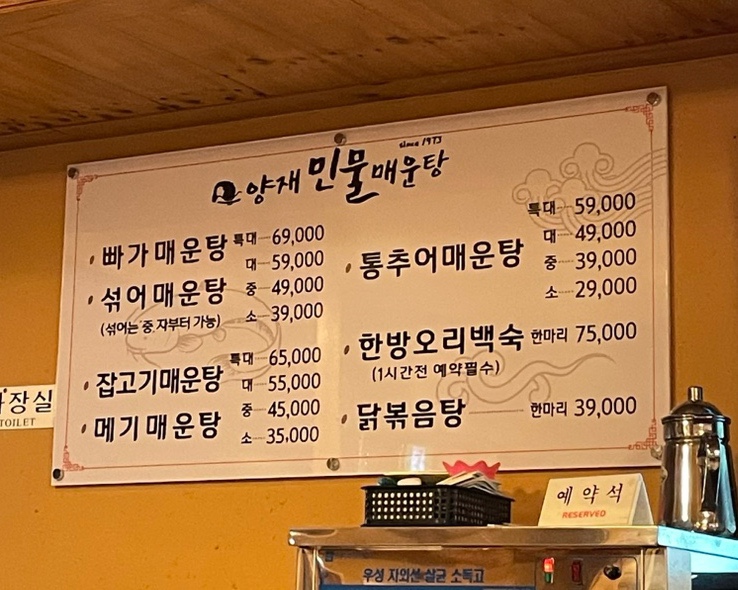 since 1973
양재 민물 매운탕
빠가매운탕
섞어매운탕
(섞어는 중 자부터 가능)
특대 69,000
대 59,000
중 49,000
소 39,000
잡고기매운탕
메기매운탕
특대 65,000
대 55,000
중 45,000
소 35,000
통추어매운탕
특대 59,000
대 49,000
중 39,000
소 29,000
한방오리백숙 한마리 75,000
(1시간전 예약필수)
닭볶음탕 한마리 39,000
장실
TOILET
예약석
RESERVED
우성 자외선 살균 소독고